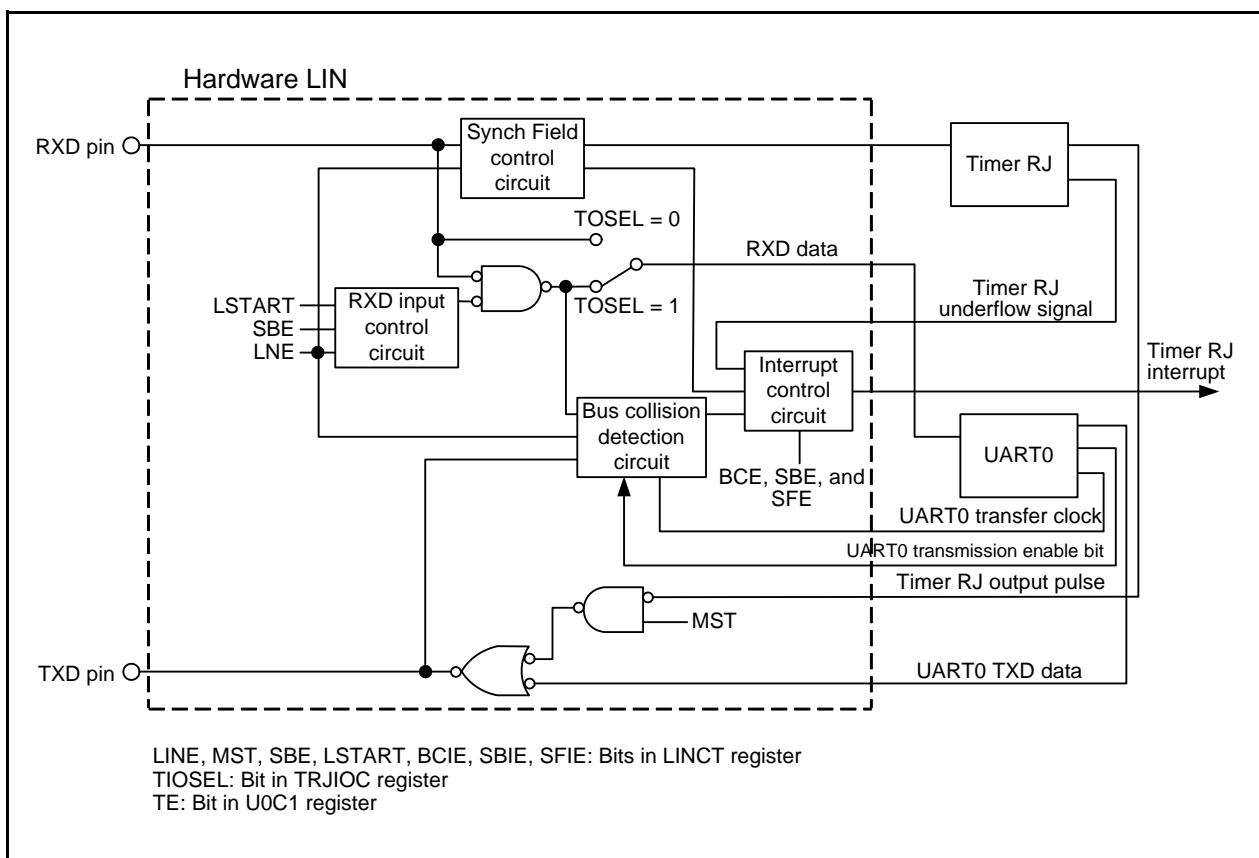 Hardware LIN
RXD pin
Synch Field
control
circuit
Timer RJ
TOSEL = 0
RXD data
TOSEL = 1
LSTART
SBE
LNE
RXD input
control
circuit
Timer RJ
underflow signal
Timer RJ
interrupt
Interrupt
control
circuit
Bus collision
detection
circuit
BCE, SBE, and
SFE
UART0
UART0 transfer clock
UART0 transmission enable bit
Timer RJ output pulse
MST
TXD pin
UART0 TXD data
LINE, MST, SBE, LSTART, BCIE, SBIE, SFIE: Bits in LINCT register
TIOSEL: Bit in TRJIOC register
TE: Bit in U0C1 register